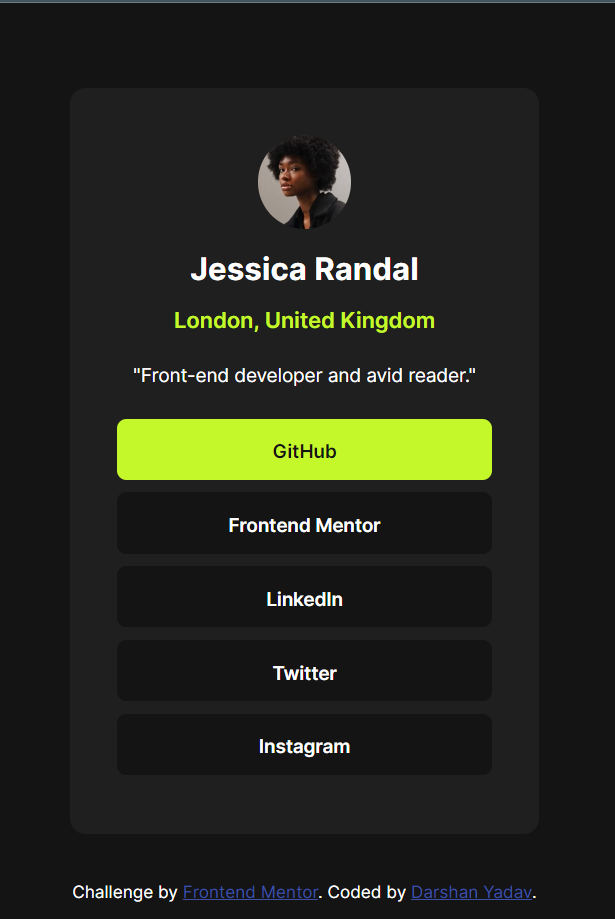 Jessica Randal
London, United Kingdom
"Front-end developer and avid reader."
GitHub
Frontend Mentor
LinkedIn
Twitter
Instagram
Challenge by Frontend Mentor. Coded by Darshan Yadav.